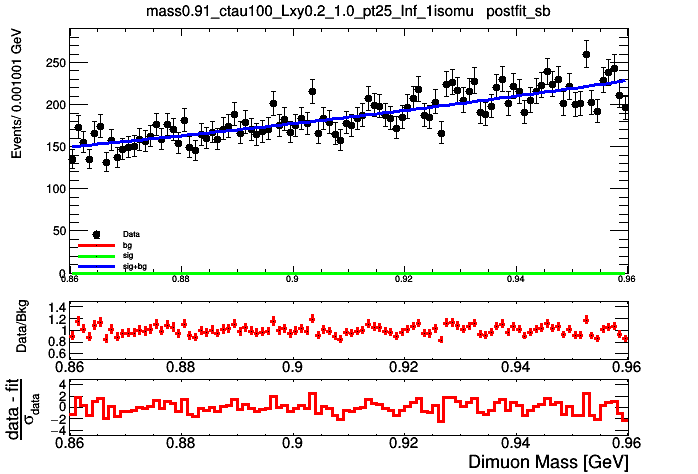 mass0.91_ctau100_Lxy0.2_1.0_pt25_Inf_1isomu postfit_sb
Events/ 0.001001 GeV
250
200
150
100
50
0
Data
bg
sig
sig+bg
0.86 0.88 0.9 0.92 0.94 0.96
Data/Bkg
1.4
1.2
1
0.8
0.6
0.86 0.88 0.9 0.92 0.94 0.96
data - fit
σdata
4
2
0
−2
−4
0.86 0.88 0.9 0.92 0.94 0.96
Dimuon Mass [GeV]